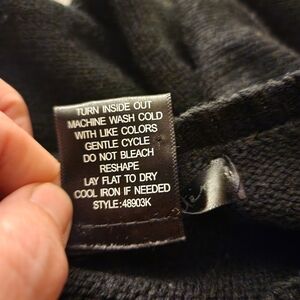 TURN INSIDE OUT
MACHINE WASH COLD
WITH LIKE COLORS
GENTLE CYCLE
DO NOT BLEACH
RESHAPE
LAY FLAT TO DRY
COOL IRON IF NEEDED
STYLE:48903K